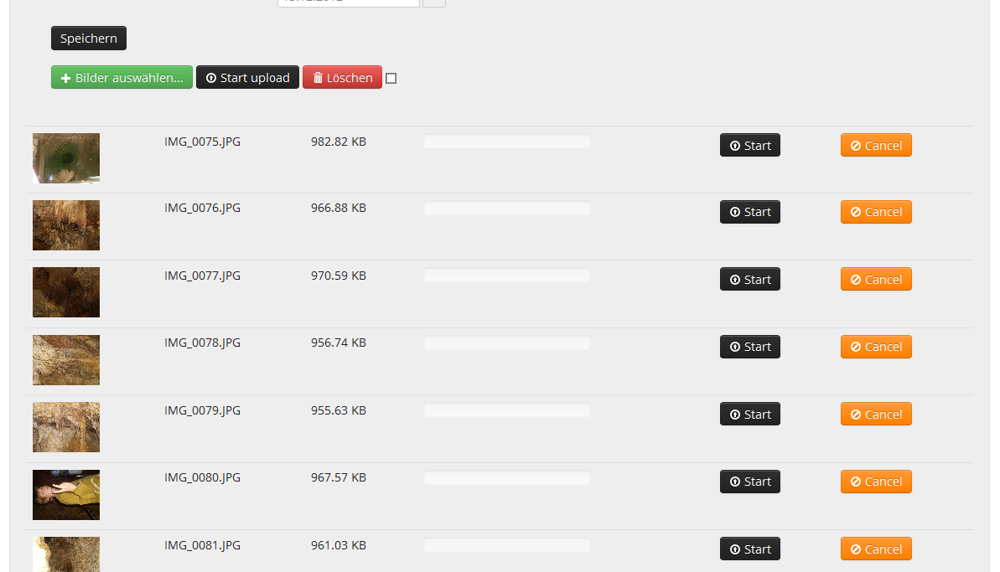 Speichern
Bilder auswählen... Start upload Löschen
IMG_0075.JPG 982.82 KB Start Cancel
IMG_0076.JPG 966.88 KB Start Cancel
IMG_0077.JPG 970.59 KB Start Cancel
IMG_0078.JPG 956.74 KB Start Cancel
IMG_0079.JPG 955.63 KB Start Cancel
IMG_0080.JPG 967.57 KB Start Cancel
IMG_0081.JPG 961.03 KB Start Cancel